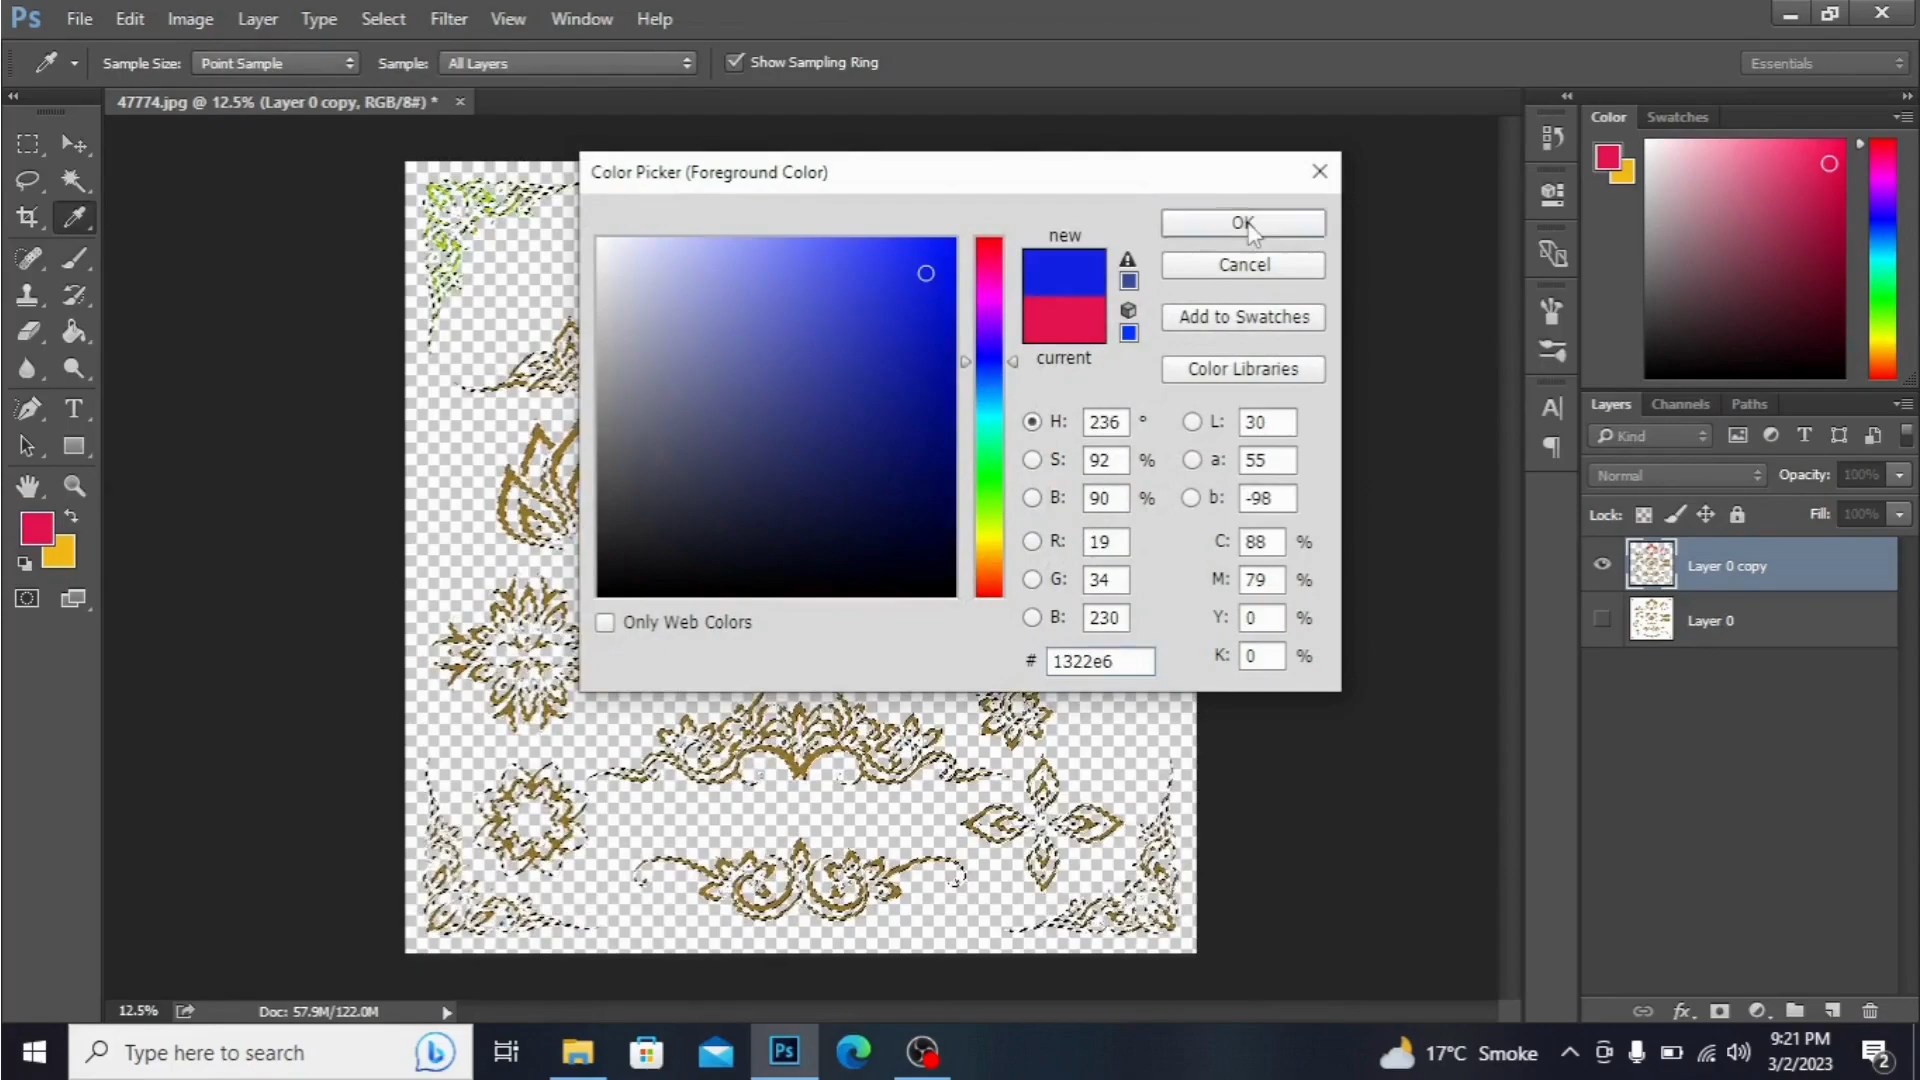 Ps File Edit Image Layer Type Select Filter View Window Help
Sample Size: Point Sample Sample: All Layers Show Sampling Ring Essentials
47774.jpg @ 12.5% (Layer 0 copy, RGB/8#) *
Color Swatches
Color Picker (Foreground Color)
OK
new
Cancel
Add to Swatches
current
Color Libraries
H: 236 ° L: 30
S: 92 % a: 55
B: 90 % b: -98
R: 19 C: 88 %
G: 34 M: 79 %
B: 230 Y: 0 %
# 1322e6 K: 0 %
Only Web Colors
Layers Channels Paths
Kind
Normal Opacity: 100%
Lock: Fill: 100%
Layer 0 copy
Layer 0
12.5% Doc: 57.9M/122.0M
Type here to search
Ps
17°C Smoke
9:21 PM
3/2/2023
2